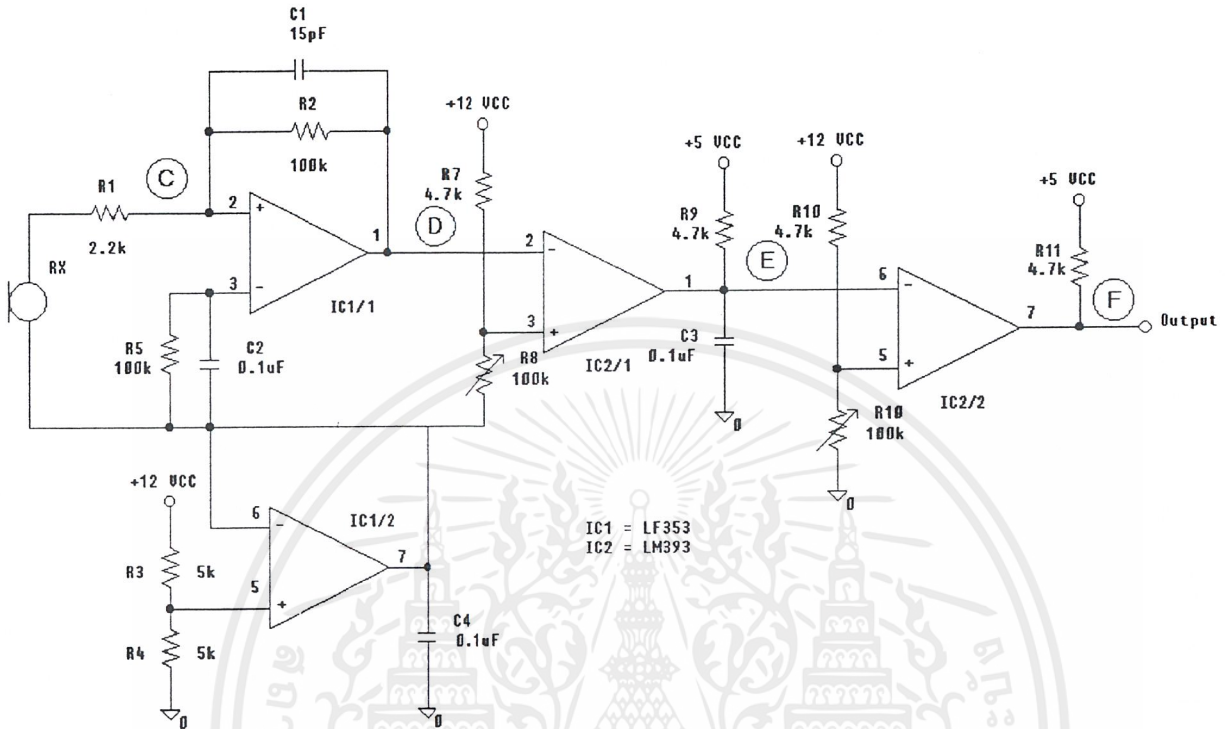 C1
15pF
R2
100k
+12 VCC
R7
4.7k
+5 VCC
R9
4.7k
+12 VCC
R10
4.7k
+5 VCC
R11
4.7k
C
R1
2.2k
RX
2
+
3
-
1
IC1/1
D
2
-
3
+
1
IC2/1
E
6
-
5
+
7
IC2/2
F
Output
R5
100k
C2
0.1uF
R8
100k
C3
0.1uF
0
R10
100k
0
+12 VCC
R3
5k
R4
5k
0
6
-
5
+
7
IC1/2
C4
0.1uF
0
IC1 = LF353
IC2 = LM393